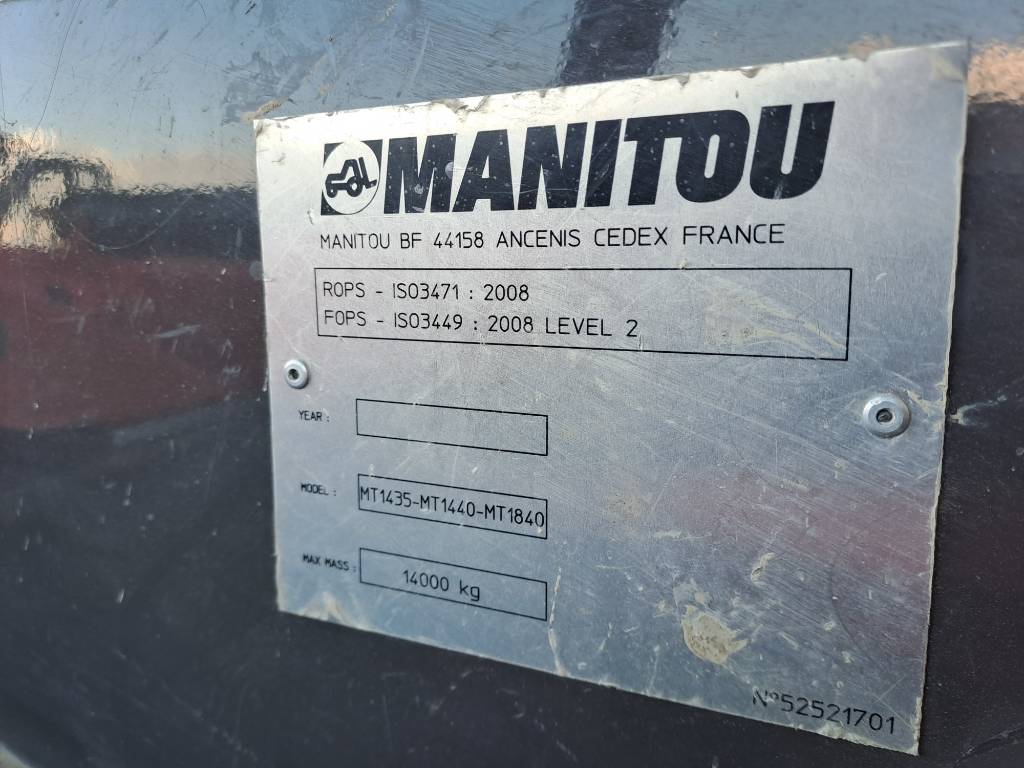 MANITOU
MANITOU BF 44158 ANCENIS CEDEX FRANCE
ROPS - ISO3471 : 2008
FOPS - ISO3449 : 2008 LEVEL 2
YEAR :
MODEL : MT1435-MT1440-MT1840
MAX MASS : 14000 kg
N°52521701